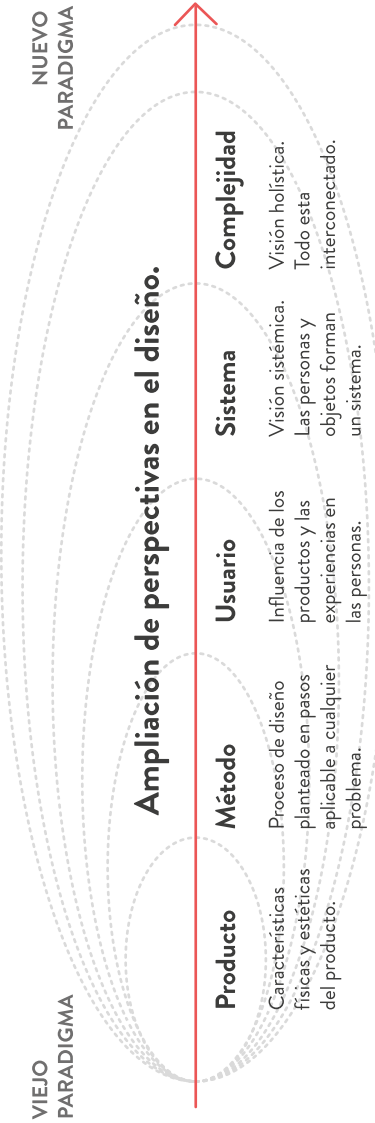 VIEJO
PARADIGMA
NUEVO
PARADIGMA
Ampliación de perspectivas en el diseño.
Producto
Características
físicas y estéticas
del producto.
Método
Proceso de diseño
planteado en pasos
aplicable a cualquier
problema.
Usuario
Influencia de los
productos y las
experiencias en
las personas.
Sistema
Visión sistémica.
Las personas y
objetos forman
un sistema.
Complejidad
Visión holística.
Todo esta
interconectado.